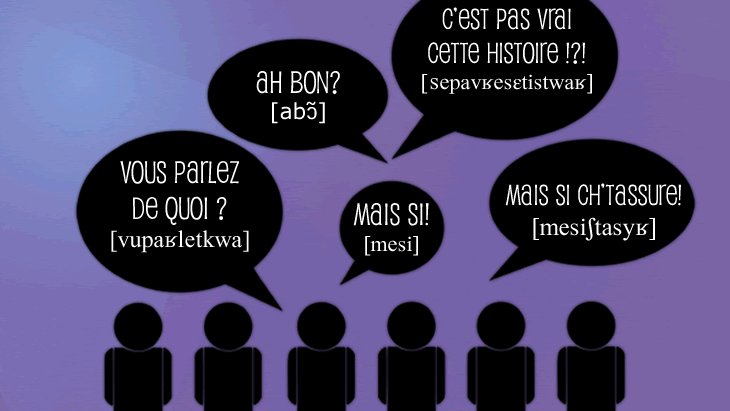 C'est pas vrai
cette histoire !?!
[sepavʁesɛtistwaʁ]
Ah bon?
[abɔ̃]
Vous parlez
de quoi ?
[vupaʁletkwa]
Mais si!
[mesi]
Mais si ch'tassure!
[mesiʃtasyʁ]